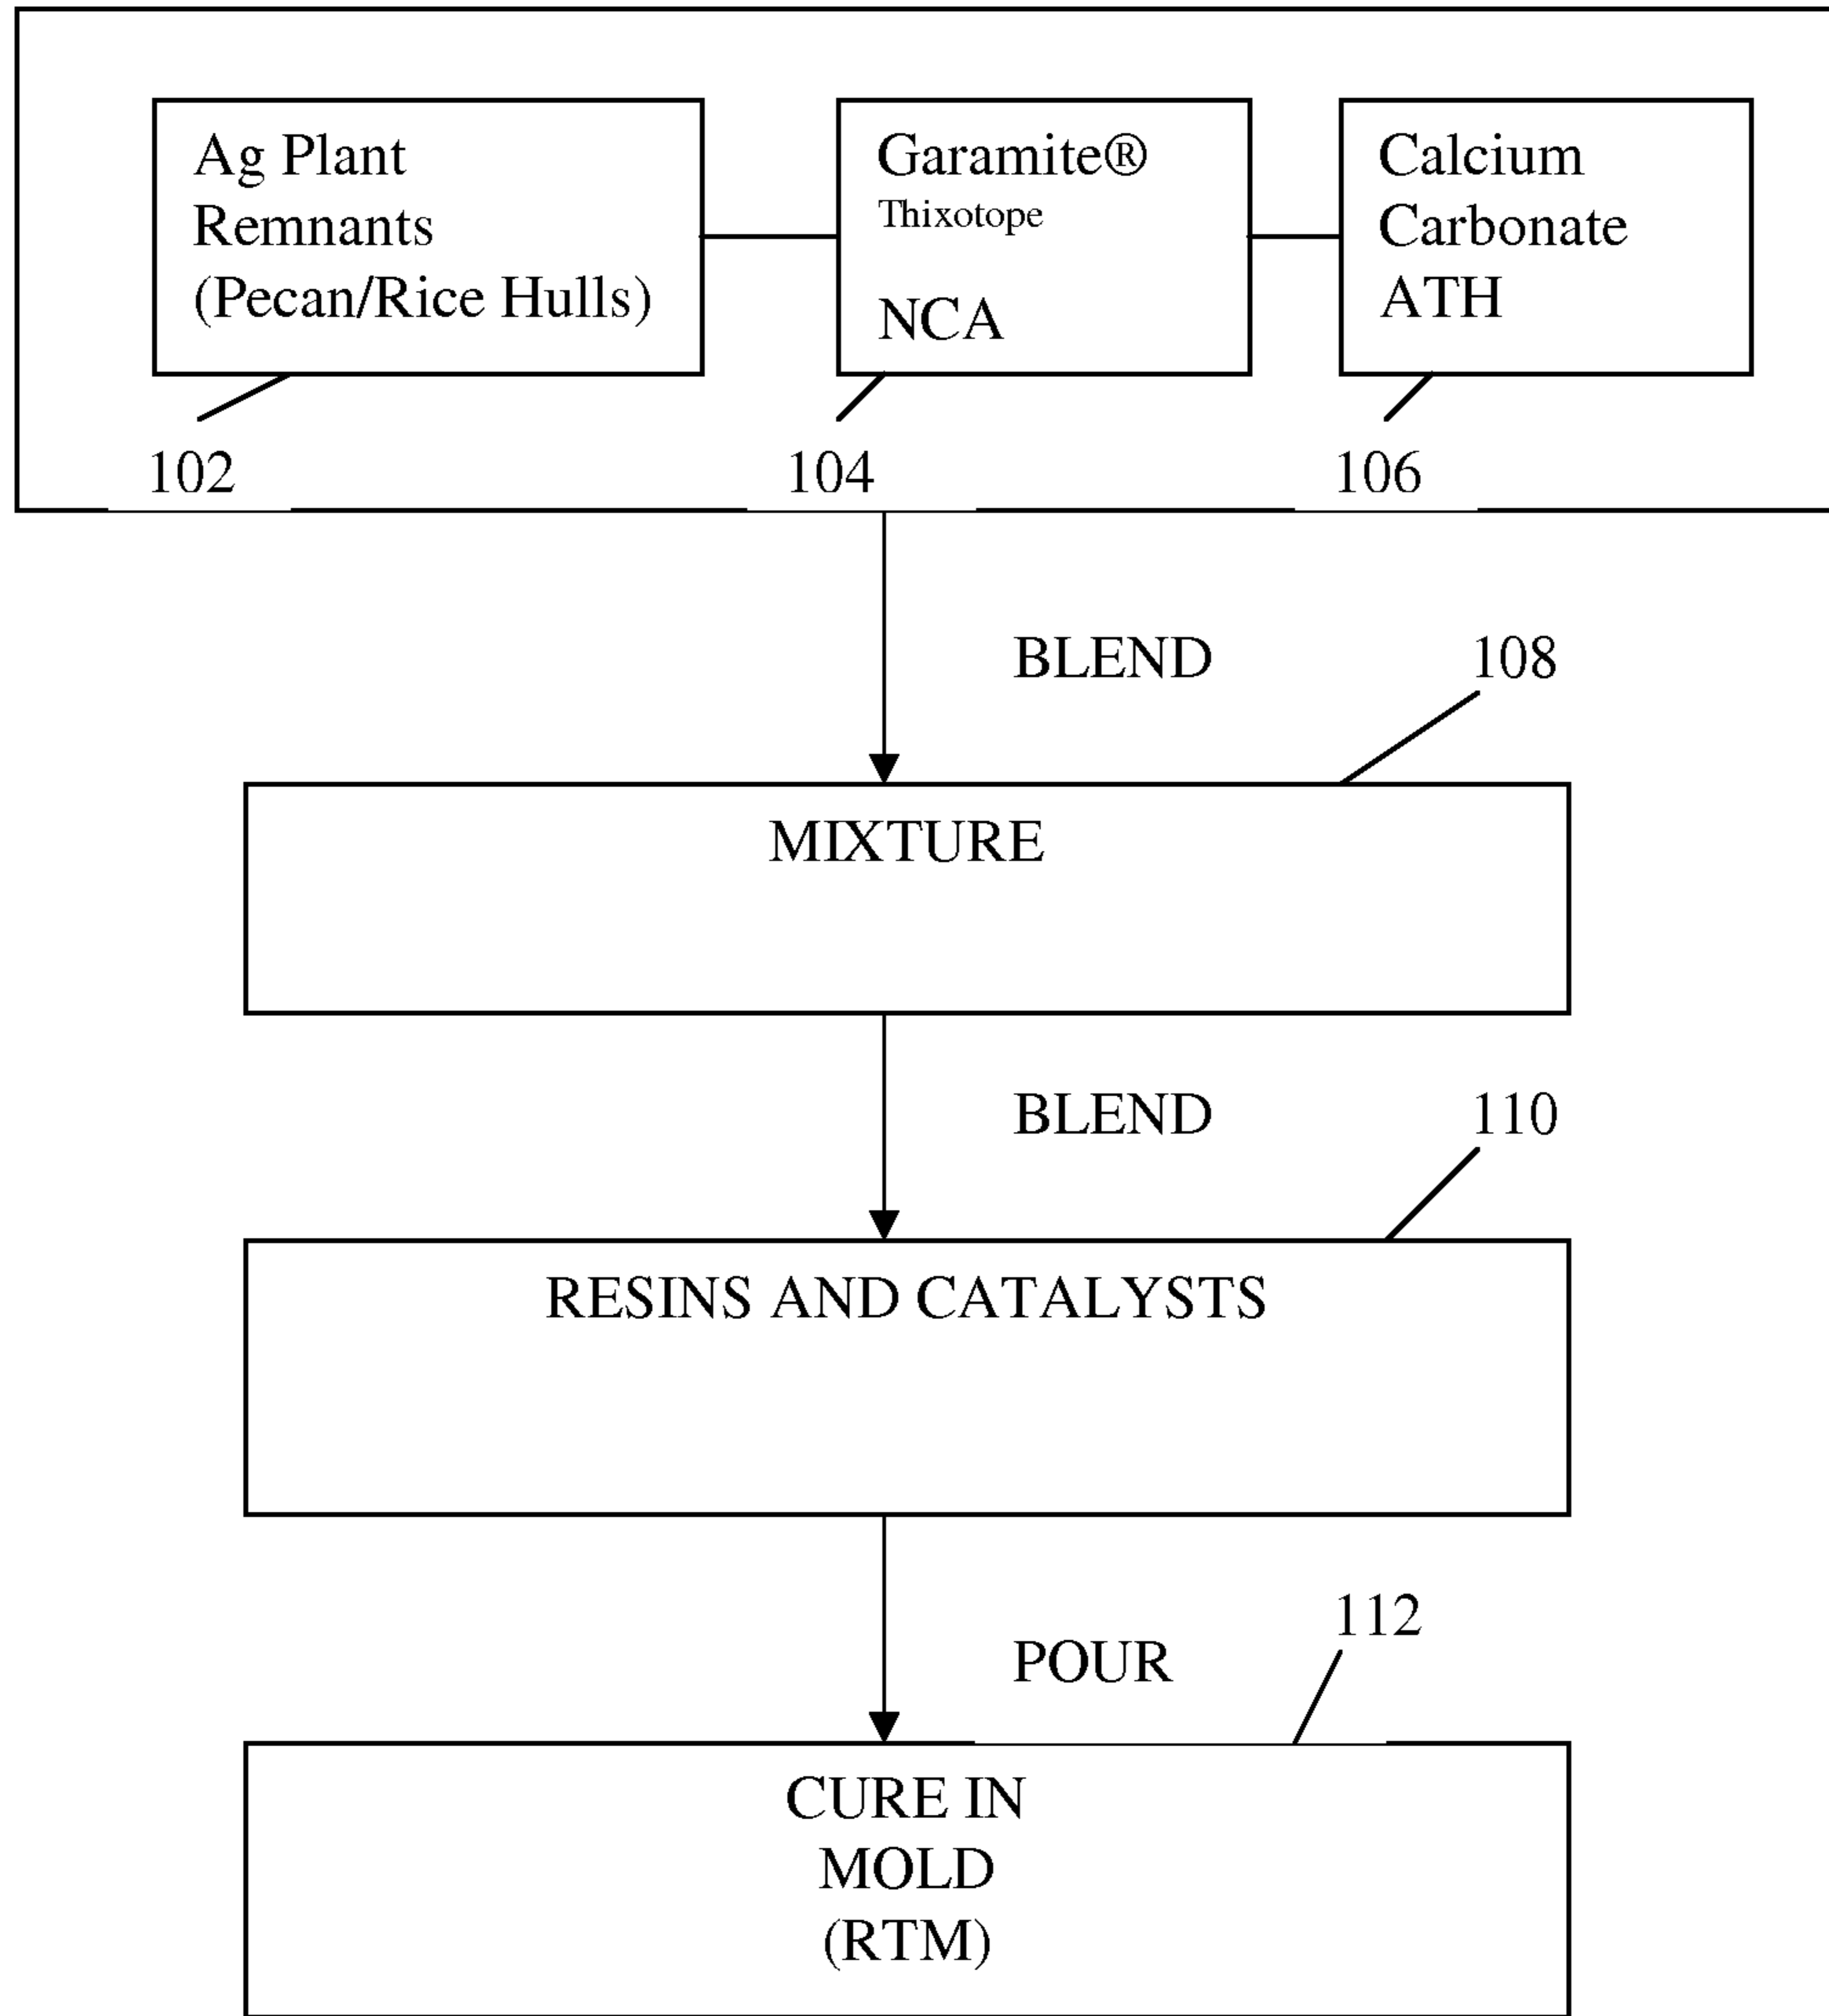 Ag Plant
Remnants
(Pecan/Rice Hulls)
Garamite®
Thixotope
NCA
Calcium
Carbonate
ATH
102
104
106
BLEND
108
MIXTURE
BLEND
110
RESINS AND CATALYSTS
112
POUR
CURE IN
MOLD
(RTM)